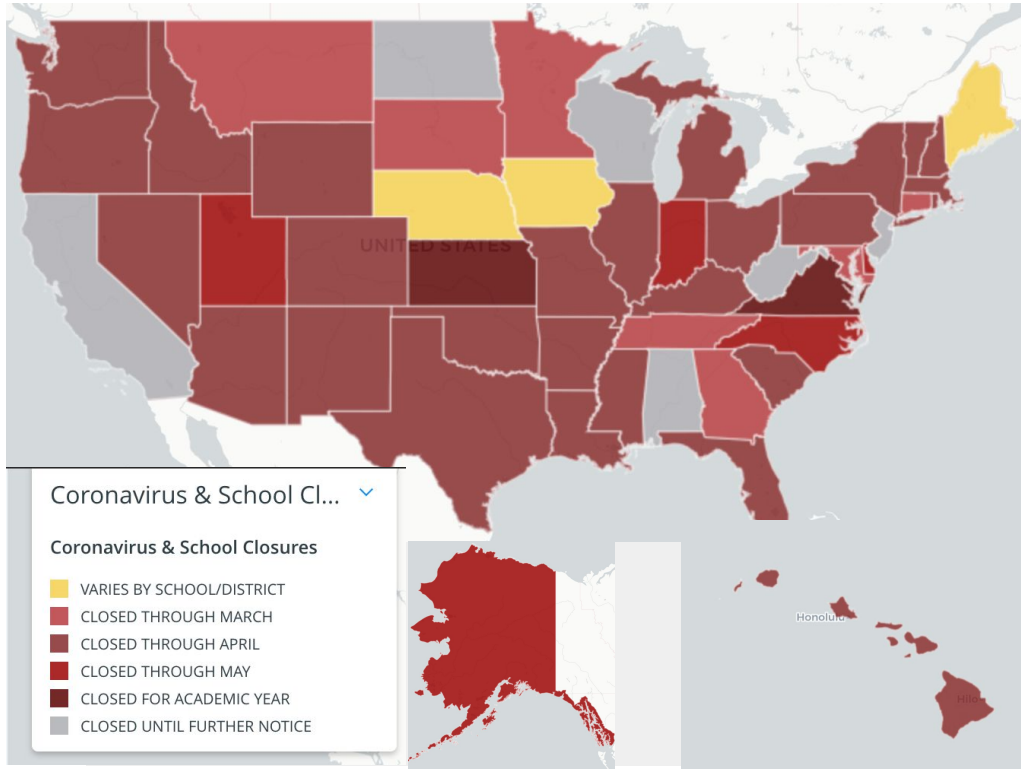 UNITED STATES
Coronavirus & School Cl...
Coronavirus & School Closures
VARIES BY SCHOOL/DISTRICT
CLOSED THROUGH MARCH
CLOSED THROUGH APRIL
CLOSED THROUGH MAY
CLOSED FOR ACADEMIC YEAR
CLOSED UNTIL FURTHER NOTICE
Honolulu
Hilo